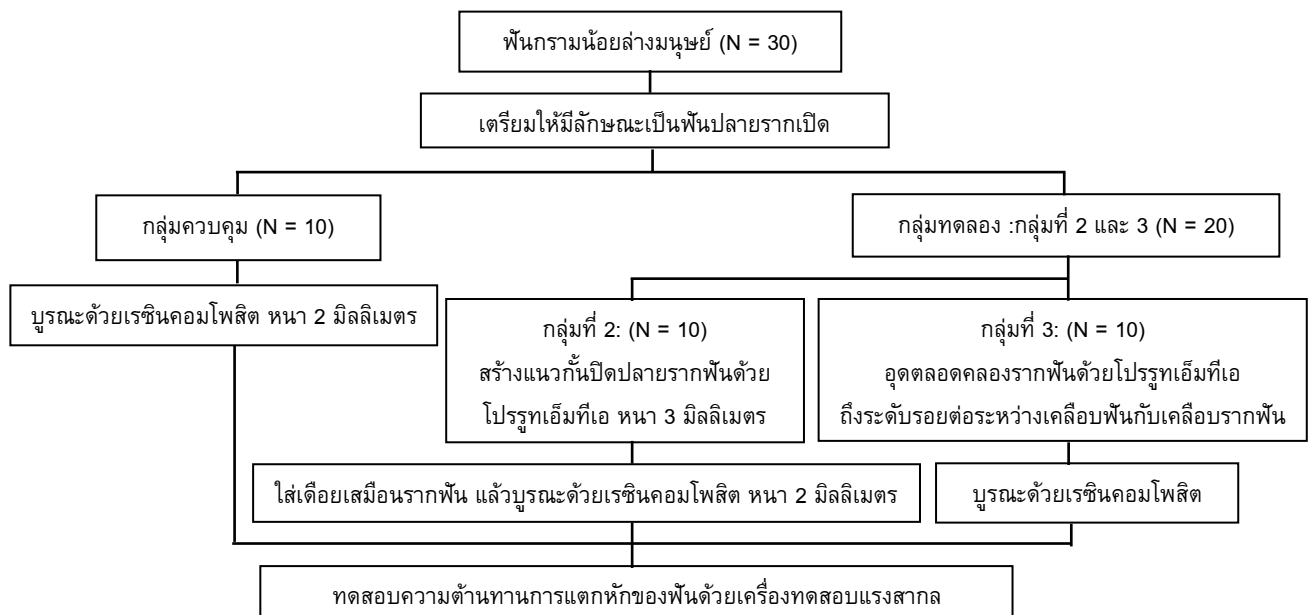 ฟันกรามน้อยล่างมนุษย์ (N = 30)
เตรียมให้มีลักษณะเป็นฟันปลายรากเปิด
กลุ่มควบคุม (N = 10)
กลุ่มทดลอง :กลุ่มที่ 2 และ 3 (N = 20)
บูรณะด้วยเรซินคอมโพสิต หนา 2 มิลลิเมตร
กลุ่มที่ 2: (N = 10)
สร้างแนวกั้นปิดปลายรากฟันด้วย
โปรรูทเอ็มทีเอ หนา 3 มิลลิเมตร
กลุ่มที่ 3: (N = 10)
อุดตลอดคลองรากฟันด้วยโปรรูทเอ็มทีเอ
ถึงระดับรอยต่อระหว่างเคลือบฟันกับเคลือบรากฟัน
ใส่เดือยเสมือนรากฟัน แล้วบูรณะด้วยเรซินคอมโพสิต หนา 2 มิลลิเมตร
บูรณะด้วยเรซินคอมโพสิต
ทดสอบความต้านทานการแตกหักของฟันด้วยเครื่องทดสอบแรงสากล